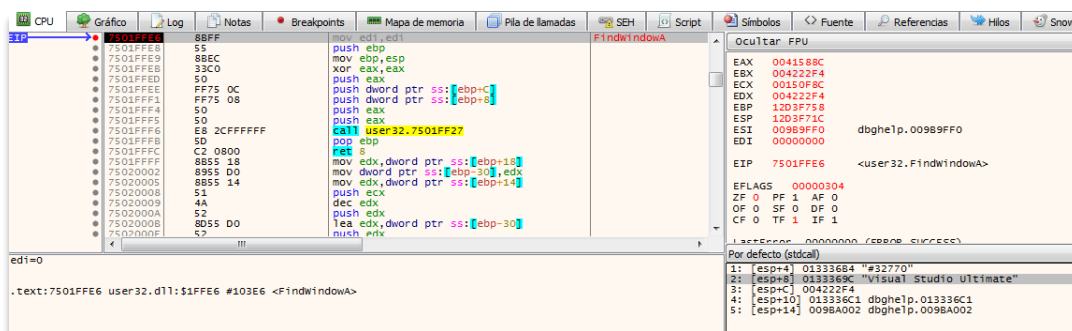 CPU Gráfico Log Notas Breakpoints Mapa de memoria Pila de llamadas SEH Script Símbolos Fuente Referencias Hilos Snow
EIP 7501FFE6 8BFF mov edi,edi FindWindowA
7501FFE8 55 push ebp
7501FFE9 8BEC mov ebp,esp
7501FFEB 33C0 xor eax,eax
7501FFED 50 push eax
7501FFEE FF75 0C push dword ptr ss:[ebp+C]
7501FFF1 FF75 08 push dword ptr ss:[ebp+8]
7501FFF4 50 push eax
7501FFF5 50 push eax
7501FFF6 E8 2CFFFFFF call user32.7501FF27
7501FFFB 5D pop ebp
7501FFFC C2 0800 ret 8
7501FFFF 8B55 18 mov edx,dword ptr ss:[ebp+18]
75020002 8955 D0 mov dword ptr ss:[ebp-30],edx
75020005 8B55 14 mov edx,dword ptr ss:[ebp+14]
75020008 51 push ecx
75020009 4A dec edx
7502000A 52 push edx
7502000B 8D55 D0 lea edx,dword ptr ss:[ebp-30]
7502000E 52 push edx
edi=0
.text:7501FFE6 user32.dll:$1FFE6 #103E6 <FindWindowA>
Ocultar FPU
EAX 0041588C
EBX 004222F4
ECX 00150F8C
EDX 004222F4
EBP 12D3F758
ESP 12D3F71C
ESI 009B9FF0 dbghelp.009B9FF0
EDI 00000000
EIP 7501FFE6 <user32.FindWindowA>
EFLAGS 00000304
ZF 0 PF 1 AF 0
OF 0 SF 0 DF 0
CF 0 TF 1 IF 1
LastError 00000000 (ERROR_SUCCESS)
Por defecto (stdcall)
1: [esp+4] 013336B4 "#32770"
2: [esp+8] 0133369C "Visual Studio Ultimate"
3: [esp+C] 004222F4
4: [esp+10] 013336C1 dbghelp.013336C1
5: [esp+14] 009BA002 dbghelp.009BA002